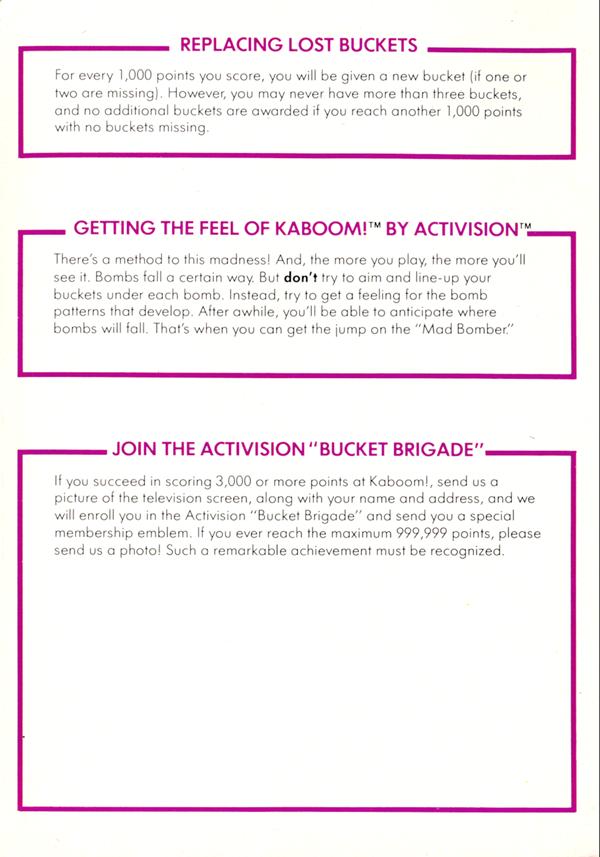 REPLACING LOST BUCKETS
For every 1,000 points you score, you will be given a new bucket (if one or
two are missing). However, you may never have more than three buckets,
and no additional buckets are awarded if you reach another 1,000 points
with no buckets missing.
GETTING THE FEEL OF KABOOM!™ BY ACTIVISION™
There's a method to this madness! And, the more you play, the more you'll
see it. Bombs fall a certain way. But don't try to aim and line-up your
buckets under each bomb. Instead, try to get a feeling for the bomb
patterns that develop. After awhile, you'll be able to anticipate where
bombs will fall. That's when you can get the jump on the "Mad Bomber."
JOIN THE ACTIVISION "BUCKET BRIGADE"
If you succeed in scoring 3,000 or more points at Kaboom!, send us a
picture of the television screen, along with your name and address, and we
will enroll you in the Activision "Bucket Brigade" and send you a special
membership emblem. If you ever reach the maximum 999,999 points, please
send us a photo! Such a remarkable achievement must be recognized.